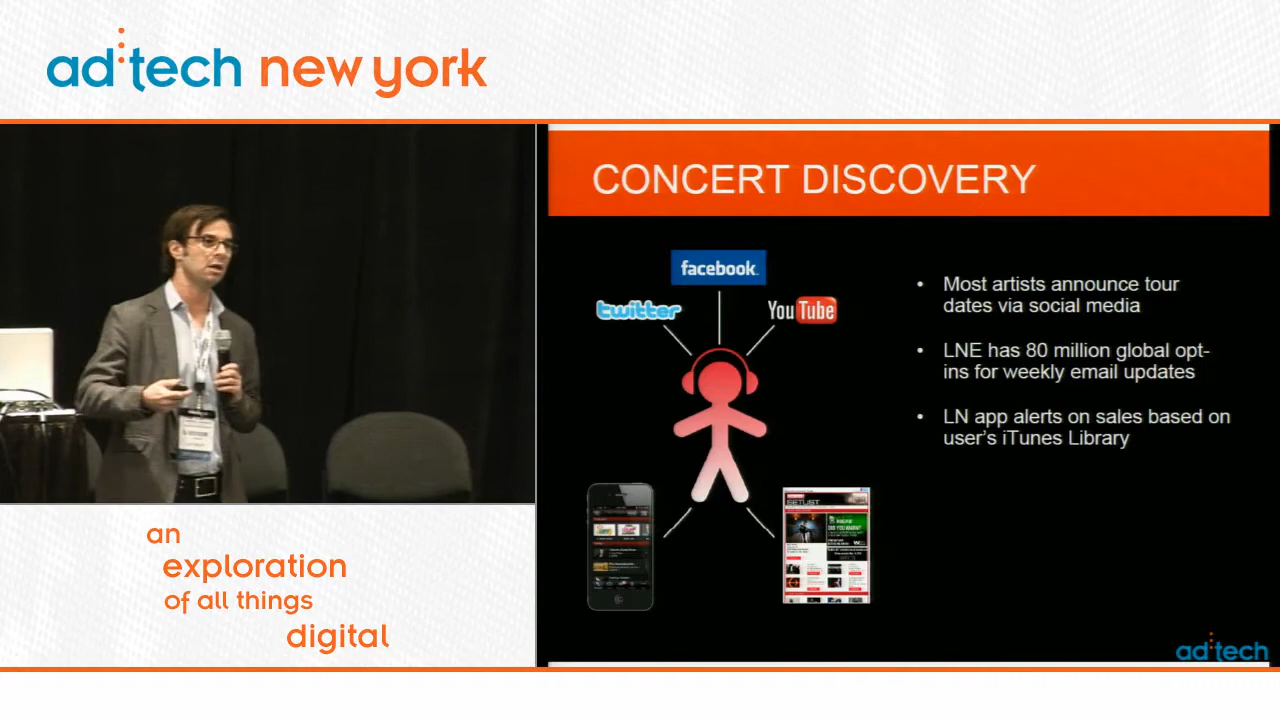 ad:tech new york
CONCERT DISCOVERY
facebook
twitter
YouTube
• Most artists announce tour
dates via social media
• LNE has 80 million global opt-
ins for weekly email updates
• LN app alerts on sales based on
user's iTunes Library
SETLIST
an
exploration
of all things
digital
ad:tech